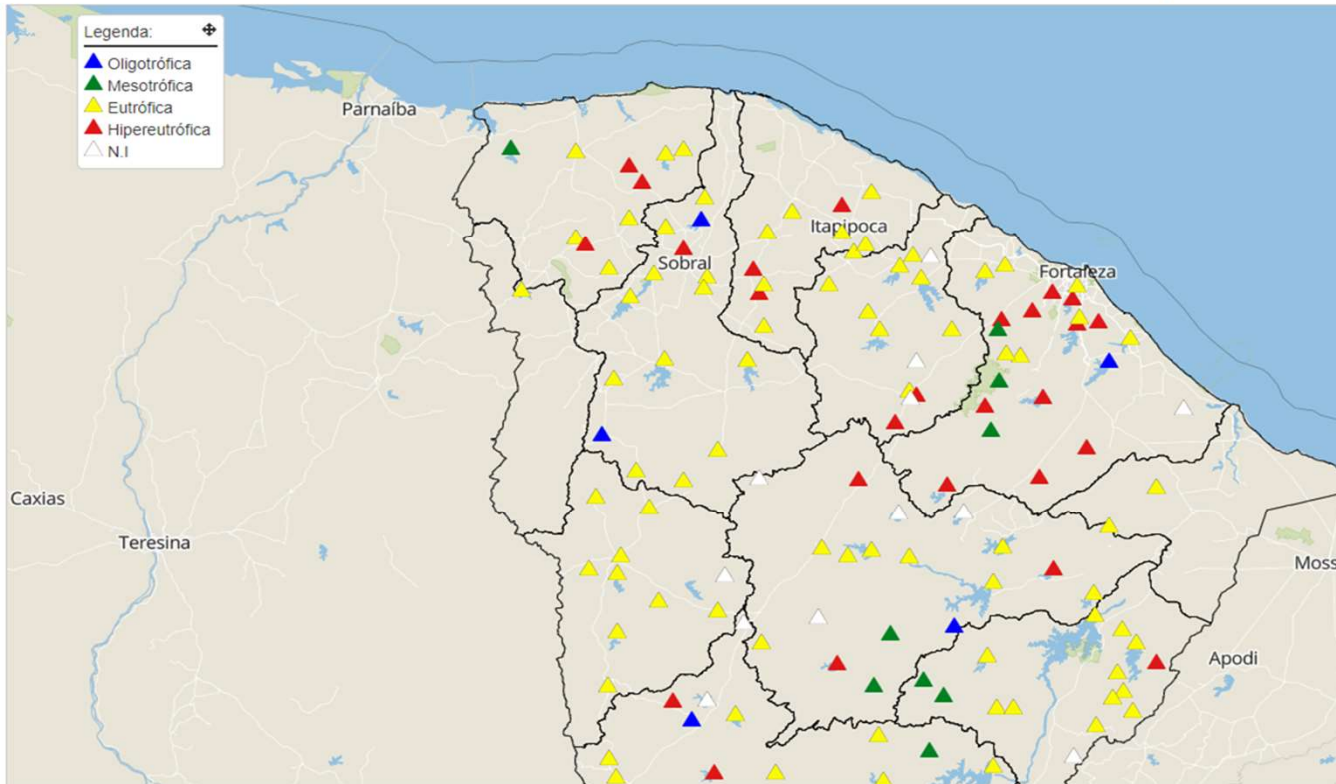 Legenda:
Oligotrófica
Mesotrófica
Eutrófica
Hipereutrófica
N.I
Parnaíba
Itapipoca
Sobral
Fortaleza
Caxias
Teresina
Moss
Apodi